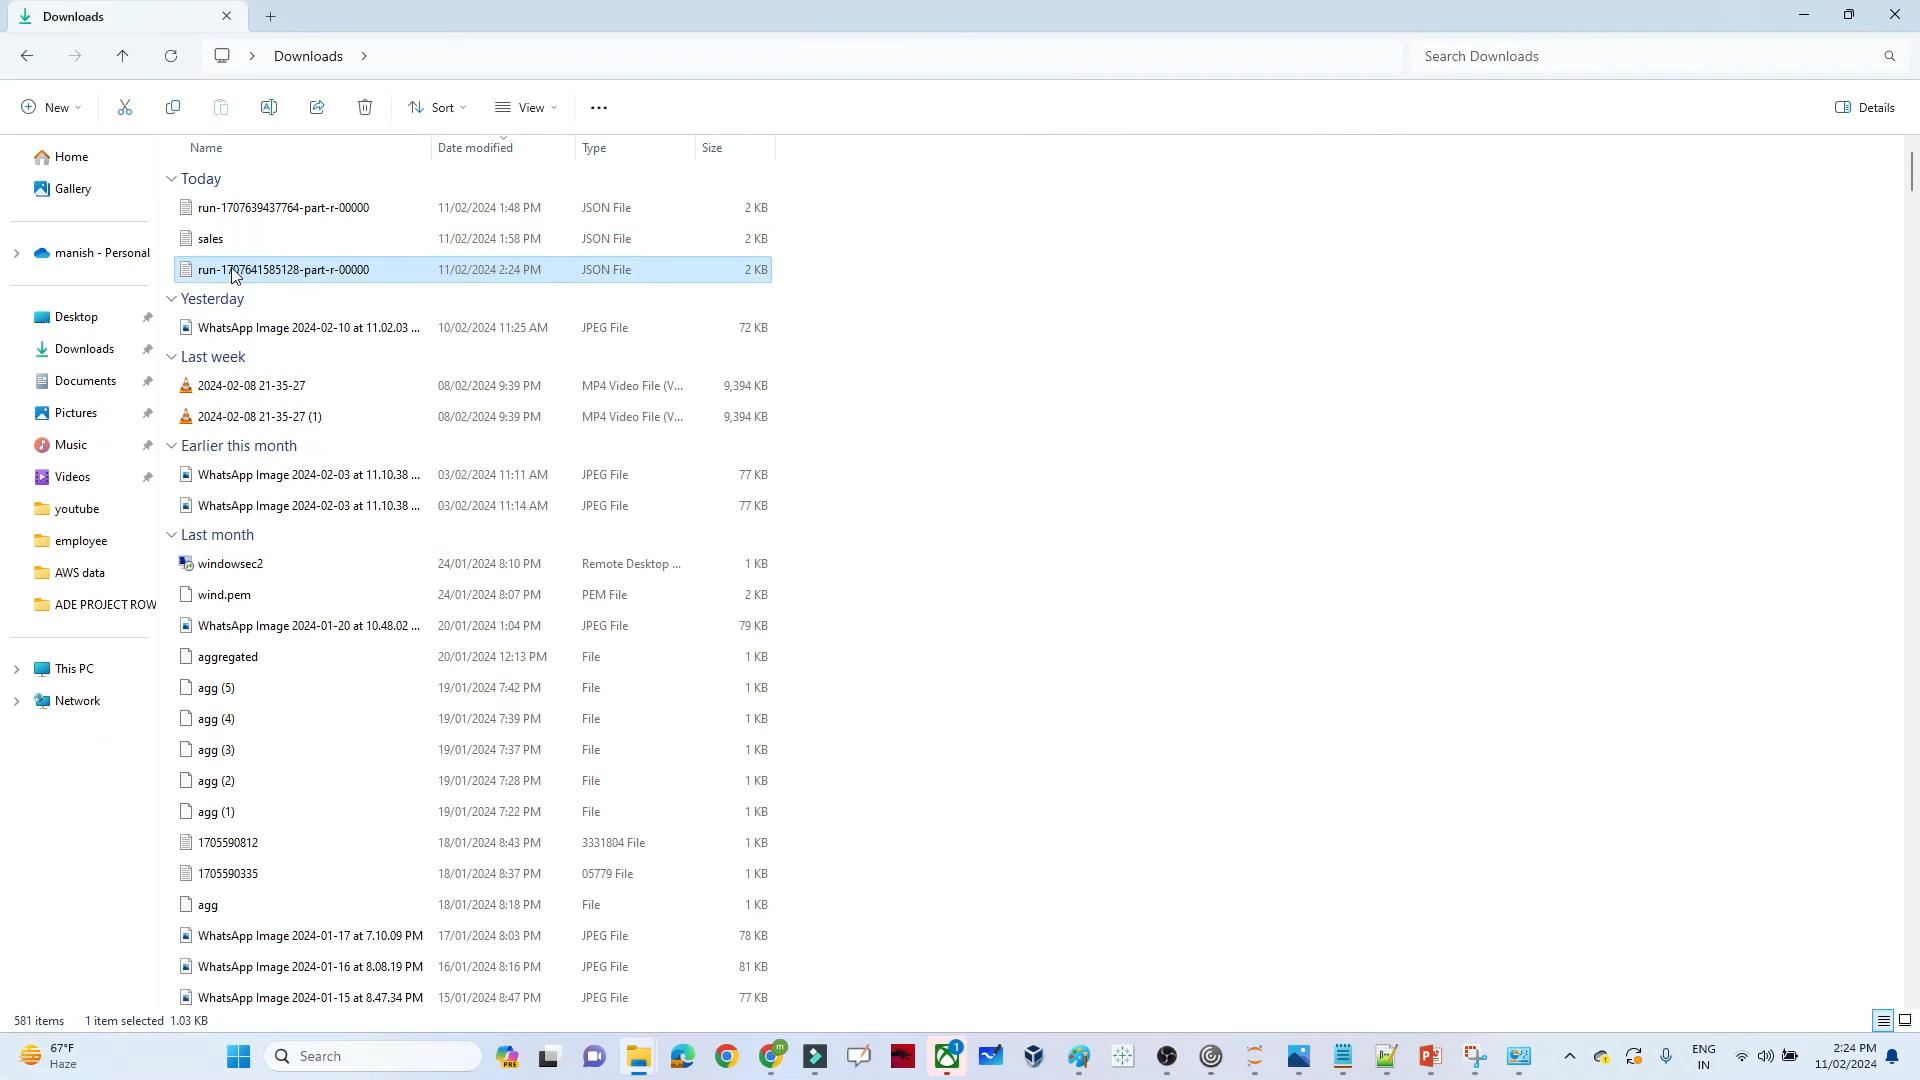 Downloads
Downloads
Search Downloads
New
Sort
View
Details
Name Date modified Type Size
Home
Gallery
manish - Personal
Desktop
Downloads
Documents
Pictures
Music
Videos
youtube
employee
AWS data
ADE PROJECT ROW
This PC
Network
Today
run-1707639437764-part-r-00000 11/02/2024 1:48 PM JSON File 2 KB
sales 11/02/2024 1:58 PM JSON File 2 KB
run-1707641585128-part-r-00000 11/02/2024 2:24 PM JSON File 2 KB
Yesterday
WhatsApp Image 2024-02-10 at 11.02.03 ... 10/02/2024 11:25 AM JPEG File 72 KB
Last week
2024-02-08 21-35-27 08/02/2024 9:39 PM MP4 Video File (V... 9,394 KB
2024-02-08 21-35-27 (1) 08/02/2024 9:39 PM MP4 Video File (V... 9,394 KB
Earlier this month
WhatsApp Image 2024-02-03 at 11.10.38 ... 03/02/2024 11:11 AM JPEG File 77 KB
WhatsApp Image 2024-02-03 at 11.10.38 ... 03/02/2024 11:14 AM JPEG File 77 KB
Last month
windowsec2 24/01/2024 8:10 PM Remote Desktop ... 1 KB
wind.pem 24/01/2024 8:07 PM PEM File 2 KB
WhatsApp Image 2024-01-20 at 10.48.02 ... 20/01/2024 1:04 PM JPEG File 79 KB
aggregated 20/01/2024 12:13 PM File 1 KB
agg (5) 19/01/2024 7:42 PM File 1 KB
agg (4) 19/01/2024 7:39 PM File 1 KB
agg (3) 19/01/2024 7:37 PM File 1 KB
agg (2) 19/01/2024 7:28 PM File 1 KB
agg (1) 19/01/2024 7:22 PM File 1 KB
1705590812 18/01/2024 8:43 PM 3331804 File 1 KB
1705590335 18/01/2024 8:37 PM 05779 File 1 KB
agg 18/01/2024 8:18 PM File 1 KB
WhatsApp Image 2024-01-17 at 7.10.09 PM 17/01/2024 8:03 PM JPEG File 78 KB
WhatsApp Image 2024-01-16 at 8.08.19 PM 16/01/2024 8:16 PM JPEG File 81 KB
WhatsApp Image 2024-01-15 at 8.47.34 PM 15/01/2024 8:47 PM JPEG File 77 KB
581 items 1 item selected 1.03 KB
67°F
Haze
Search
PRE
m
1
ENG
IN
2:24 PM
11/02/2024